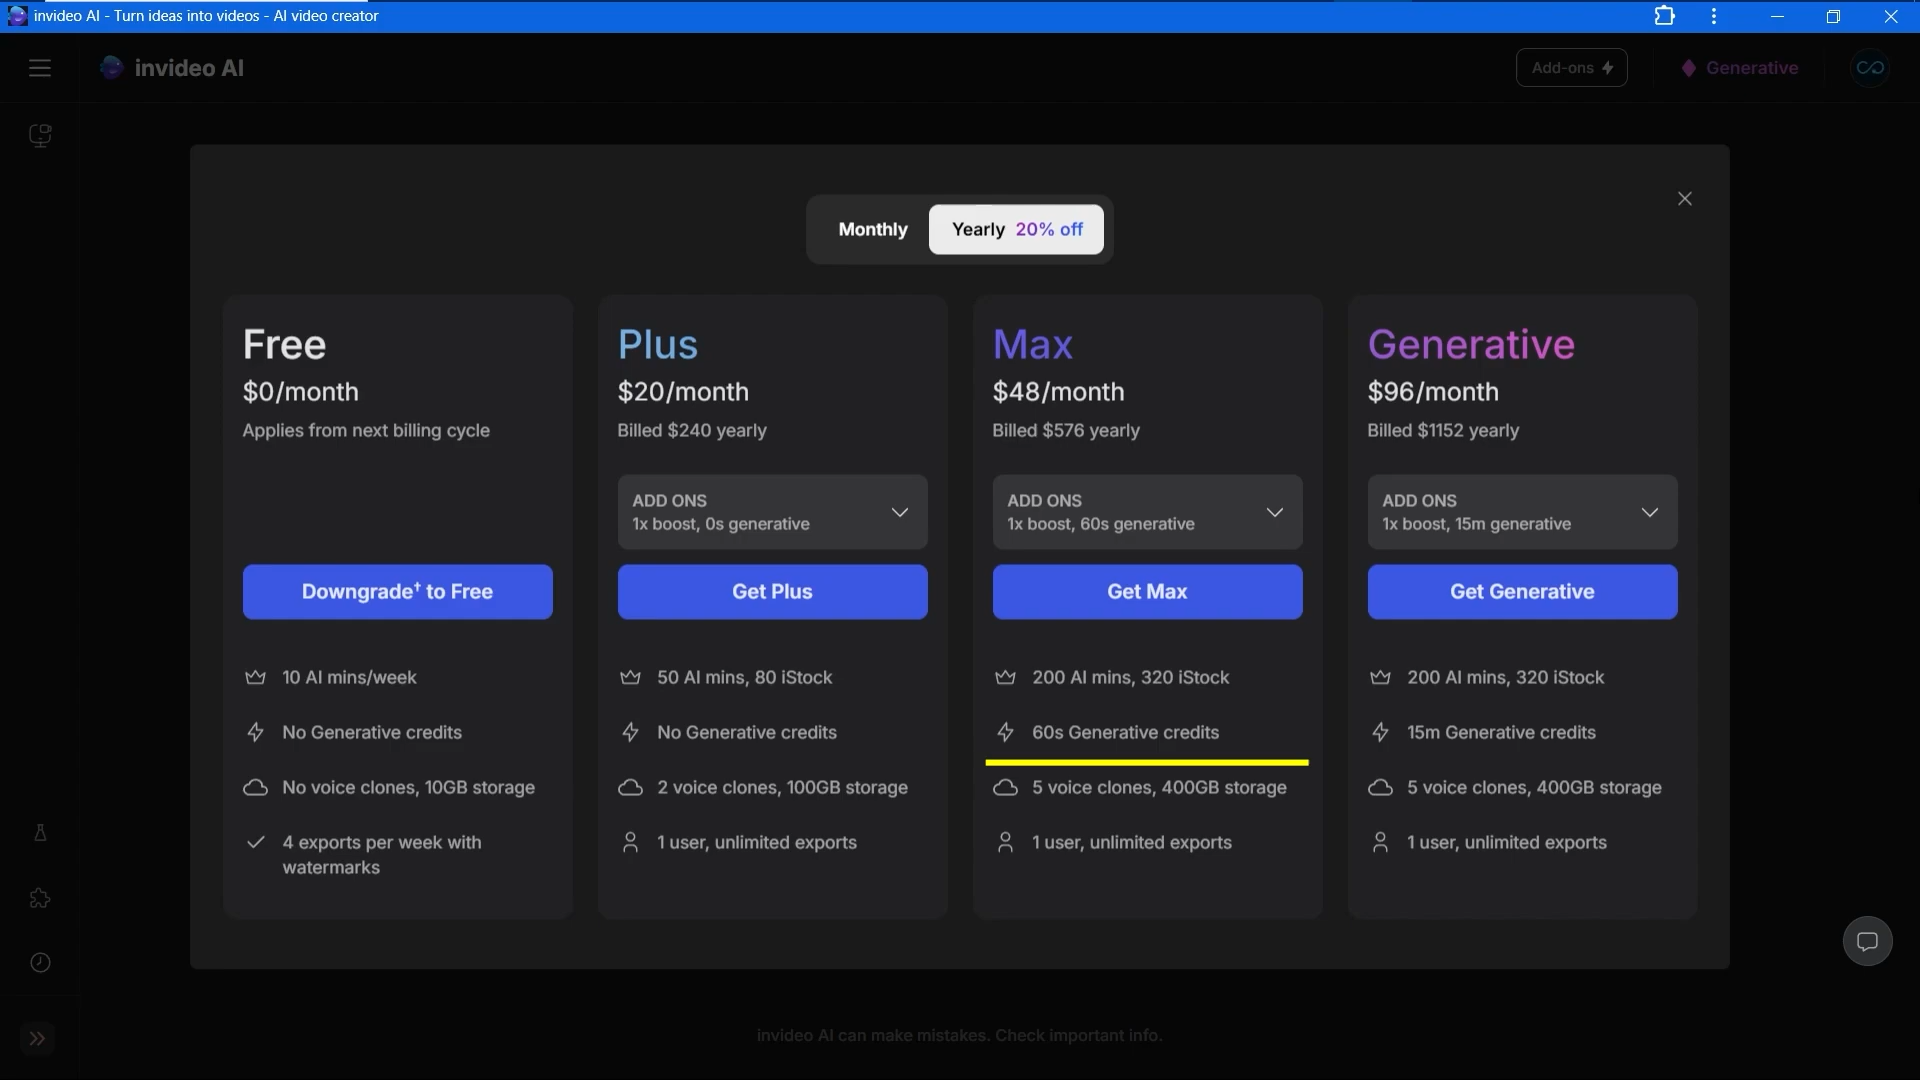 invideo AI - Turn ideas into videos - AI video creator
invideo AI
Add-ons
Generative
Monthly
Yearly 20% off
Free
$0/month
Applies from next billing cycle
Downgrade† to Free
10 AI mins/week
No Generative credits
No voice clones, 10GB storage
4 exports per week with
watermarks
Plus
$20/month
Billed $240 yearly
ADD ONS
1x boost, 0s generative
Get Plus
50 AI mins, 80 iStock
No Generative credits
2 voice clones, 100GB storage
1 user, unlimited exports
Max
$48/month
Billed $576 yearly
ADD ONS
1x boost, 60s generative
Get Max
200 AI mins, 320 iStock
60s Generative credits
5 voice clones, 400GB storage
1 user, unlimited exports
Generative
$96/month
Billed $1152 yearly
ADD ONS
1x boost, 15m generative
Get Generative
200 AI mins, 320 iStock
15m Generative credits
5 voice clones, 400GB storage
1 user, unlimited exports
invideo AI can make mistakes. Check important info.